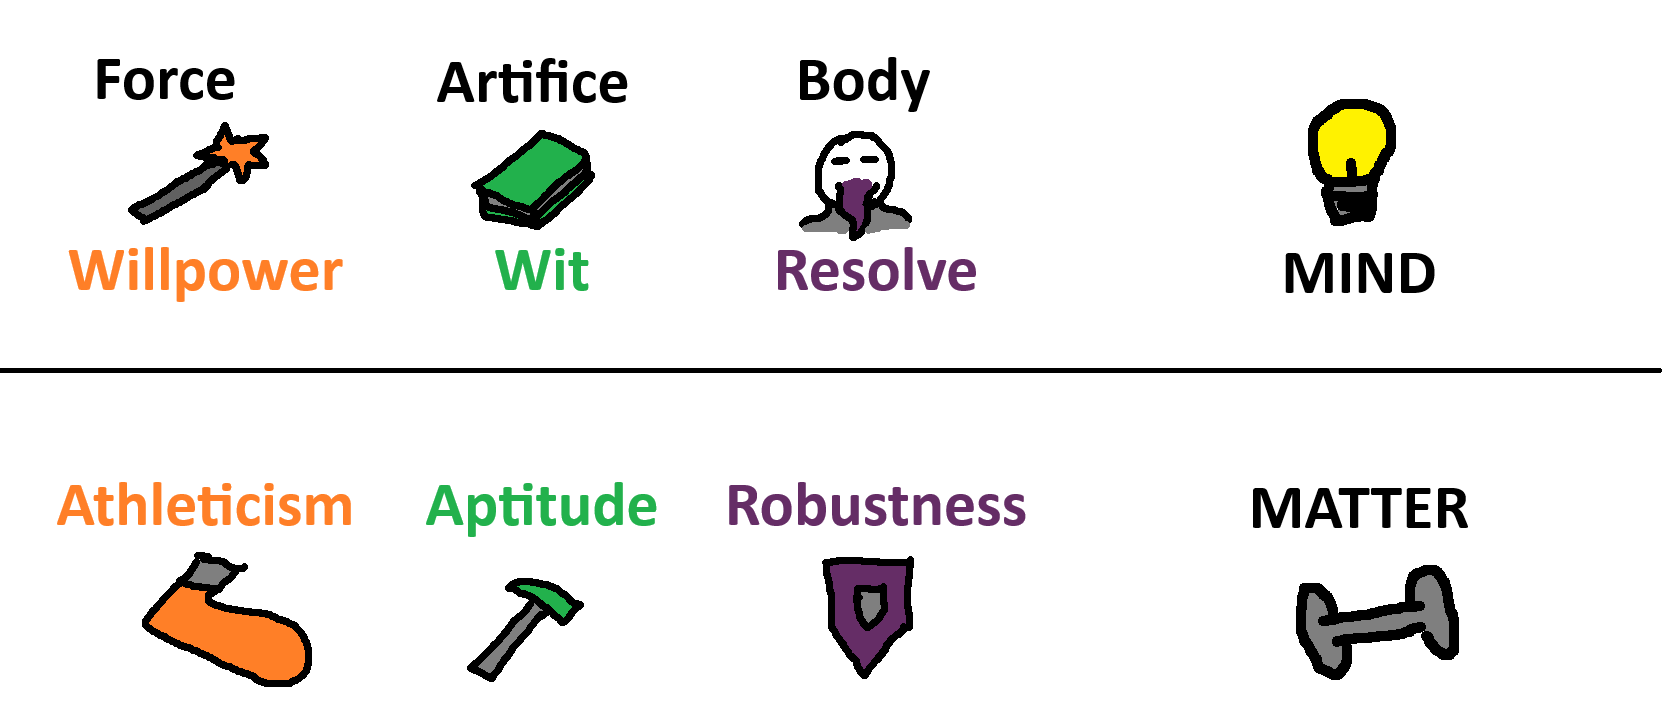 Force
Artifice
Body
Willpower
Wit
Resolve
MIND
Athleticism
Aptitude
Robustness
MATTER